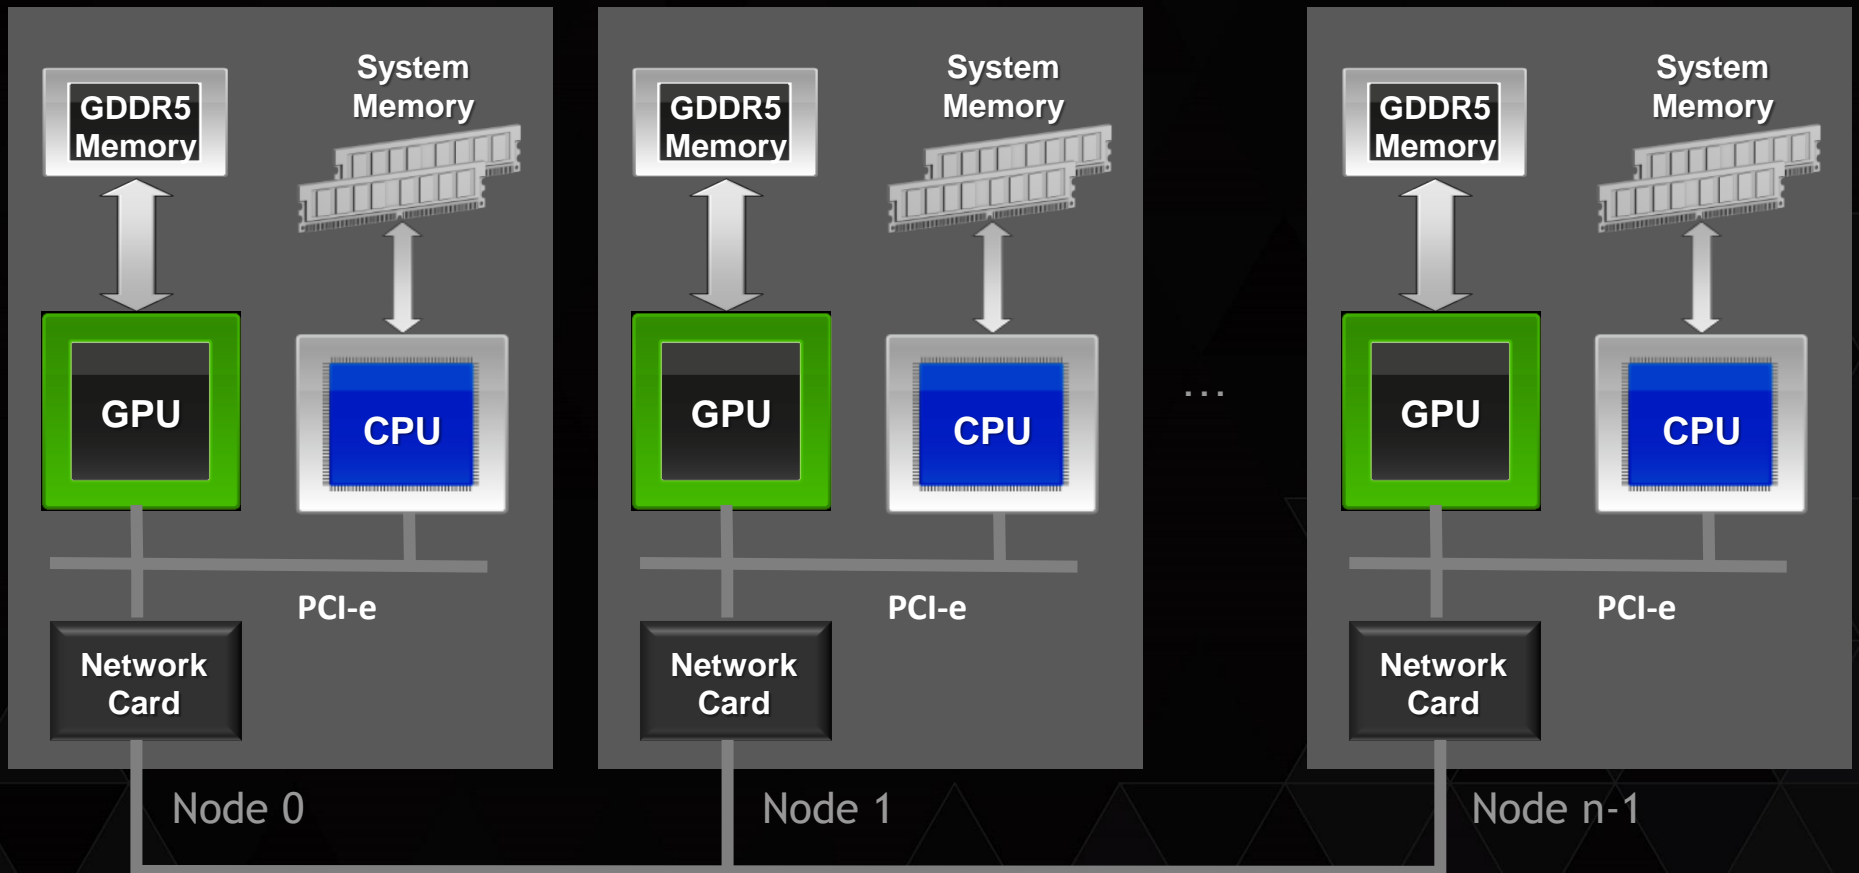 GDDR5
Memory
System
Memory
GPU
CPU
PCI-e
Network
Card
Node 0
GDDR5
Memory
System
Memory
GPU
CPU
PCI-e
Network
Card
Node 1
...
GDDR5
Memory
System
Memory
GPU
CPU
PCI-e
Network
Card
Node n-1